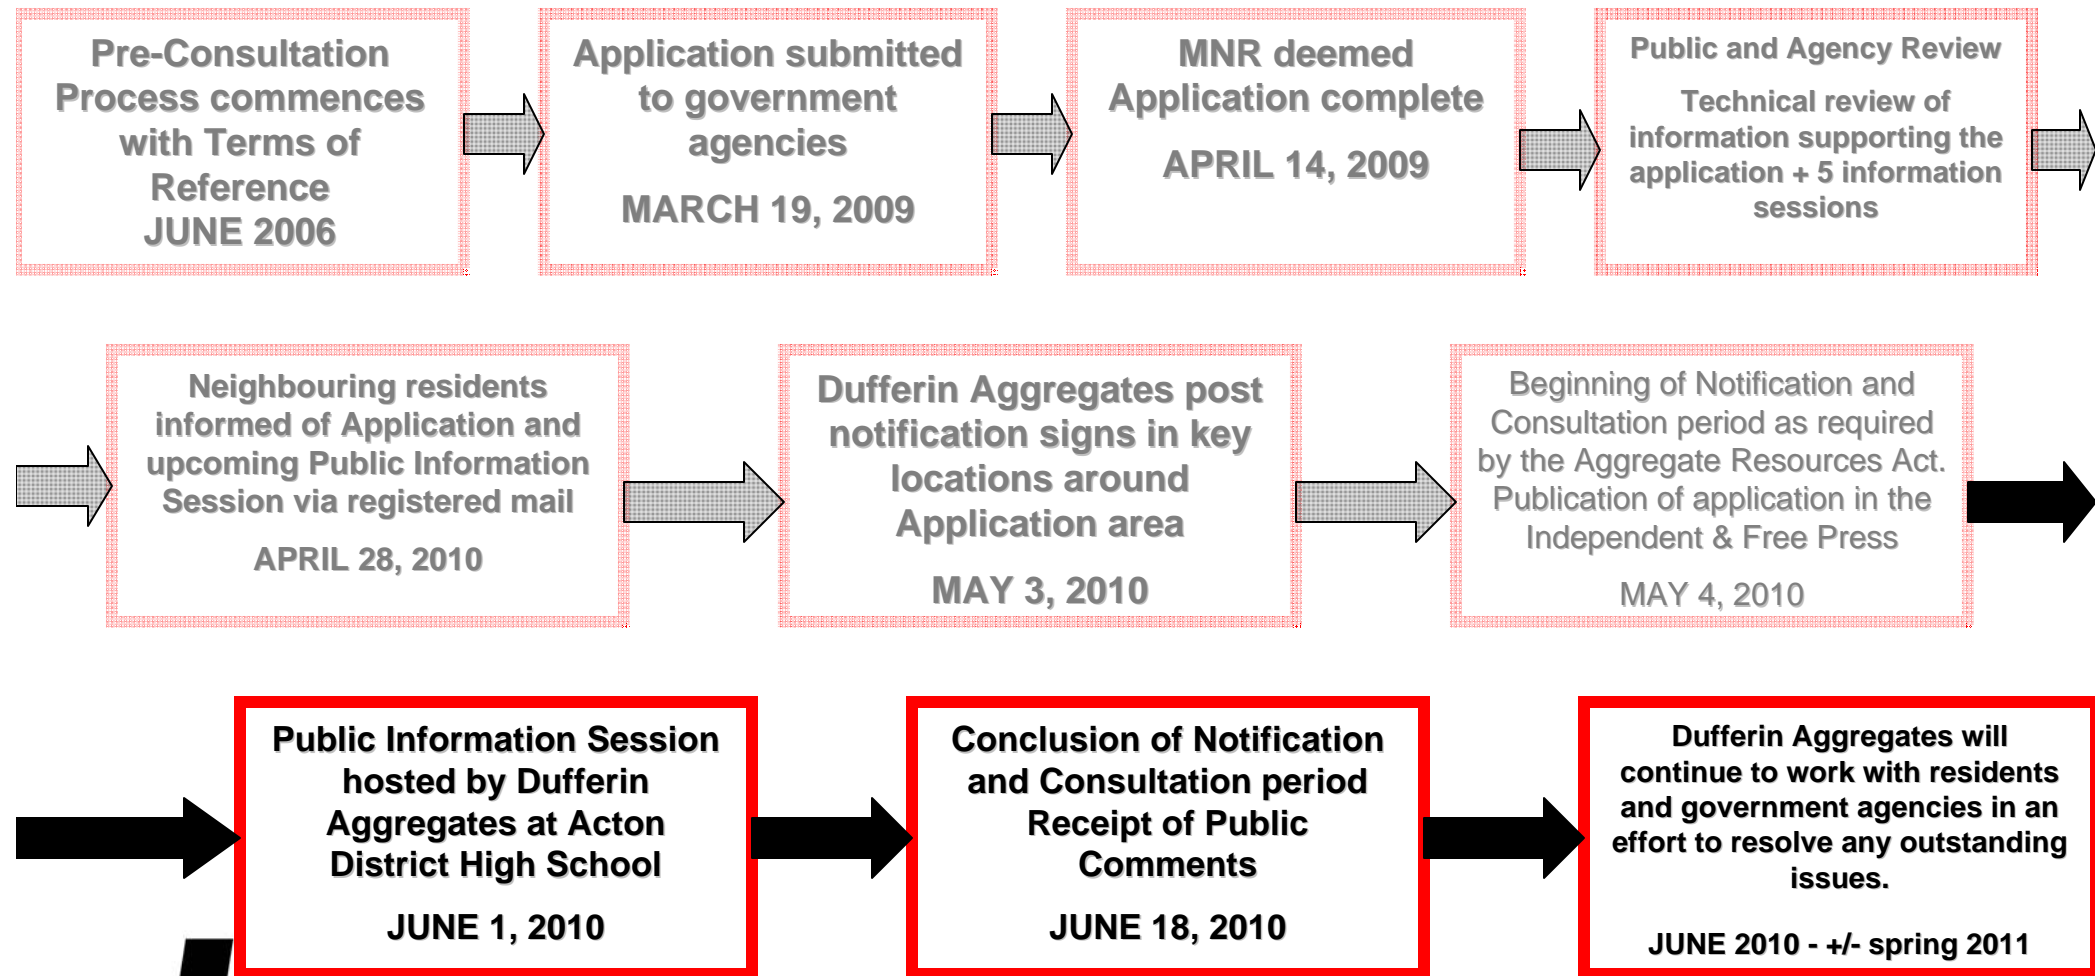 Pre-Consultation
Process commences
with Terms of
Reference
JUNE 2006
Application submitted
to government
agencies
MARCH 19, 2009
MNR deemed
Application complete
APRIL 14, 2009
Public and Agency Review
Technical review of
information supporting the
application + 5 information
sessions
Neighbouring residents
informed of Application and
upcoming Public Information
Session via registered mail
APRIL 28, 2010
Dufferin Aggregates post
notification signs in key
locations around
Application area
MAY 3, 2010
Beginning of Notification and
Consultation period as required
by the Aggregate Resources Act.
Publication of application in the
Independent & Free Press
MAY 4, 2010
Public Information Session
hosted by Dufferin
Aggregates at Acton
District High School
JUNE 1, 2010
Conclusion of Notification
and Consultation period
Receipt of Public
Comments
JUNE 18, 2010
Dufferin Aggregates will
continue to work with residents
and government agencies in an
effort to resolve any outstanding
issues.
JUNE 2010 - +/- spring 2011